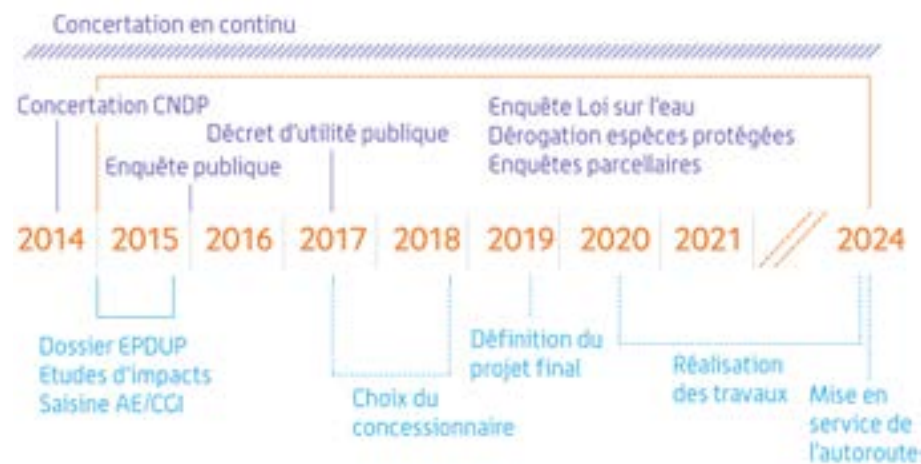 Concertation en continu
Concertation CNDP
Décret d'utilité publique
Enquête publique
Enquête Loi sur l'eau
Dérogation espèces protégées
Enquêtes parcellaires
2014 2015 2016 2017 2018 2019 2020 2021 2024
Dossier EPDUP
Etudes d'impacts
Saisine AE/CGI
Choix du
concessionnaire
Définition du
projet final
Réalisation
des travaux
Mise en
service de
l'autoroute